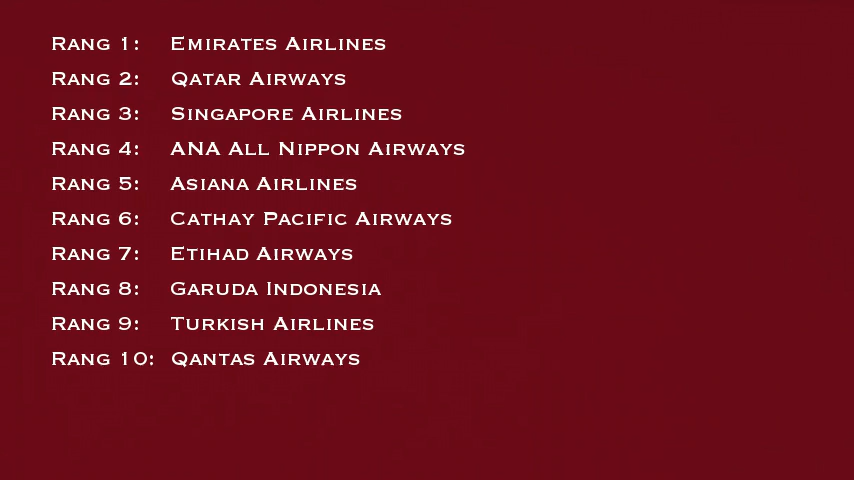 Rang 1: Emirates Airlines
Rang 2: Qatar Airways
Rang 3: Singapore Airlines
Rang 4: ANA All Nippon Airways
Rang 5: Asiana Airlines
Rang 6: Cathay Pacific Airways
Rang 7: Etihad Airways
Rang 8: Garuda Indonesia
Rang 9: Turkish Airlines
Rang 10: Qantas Airways